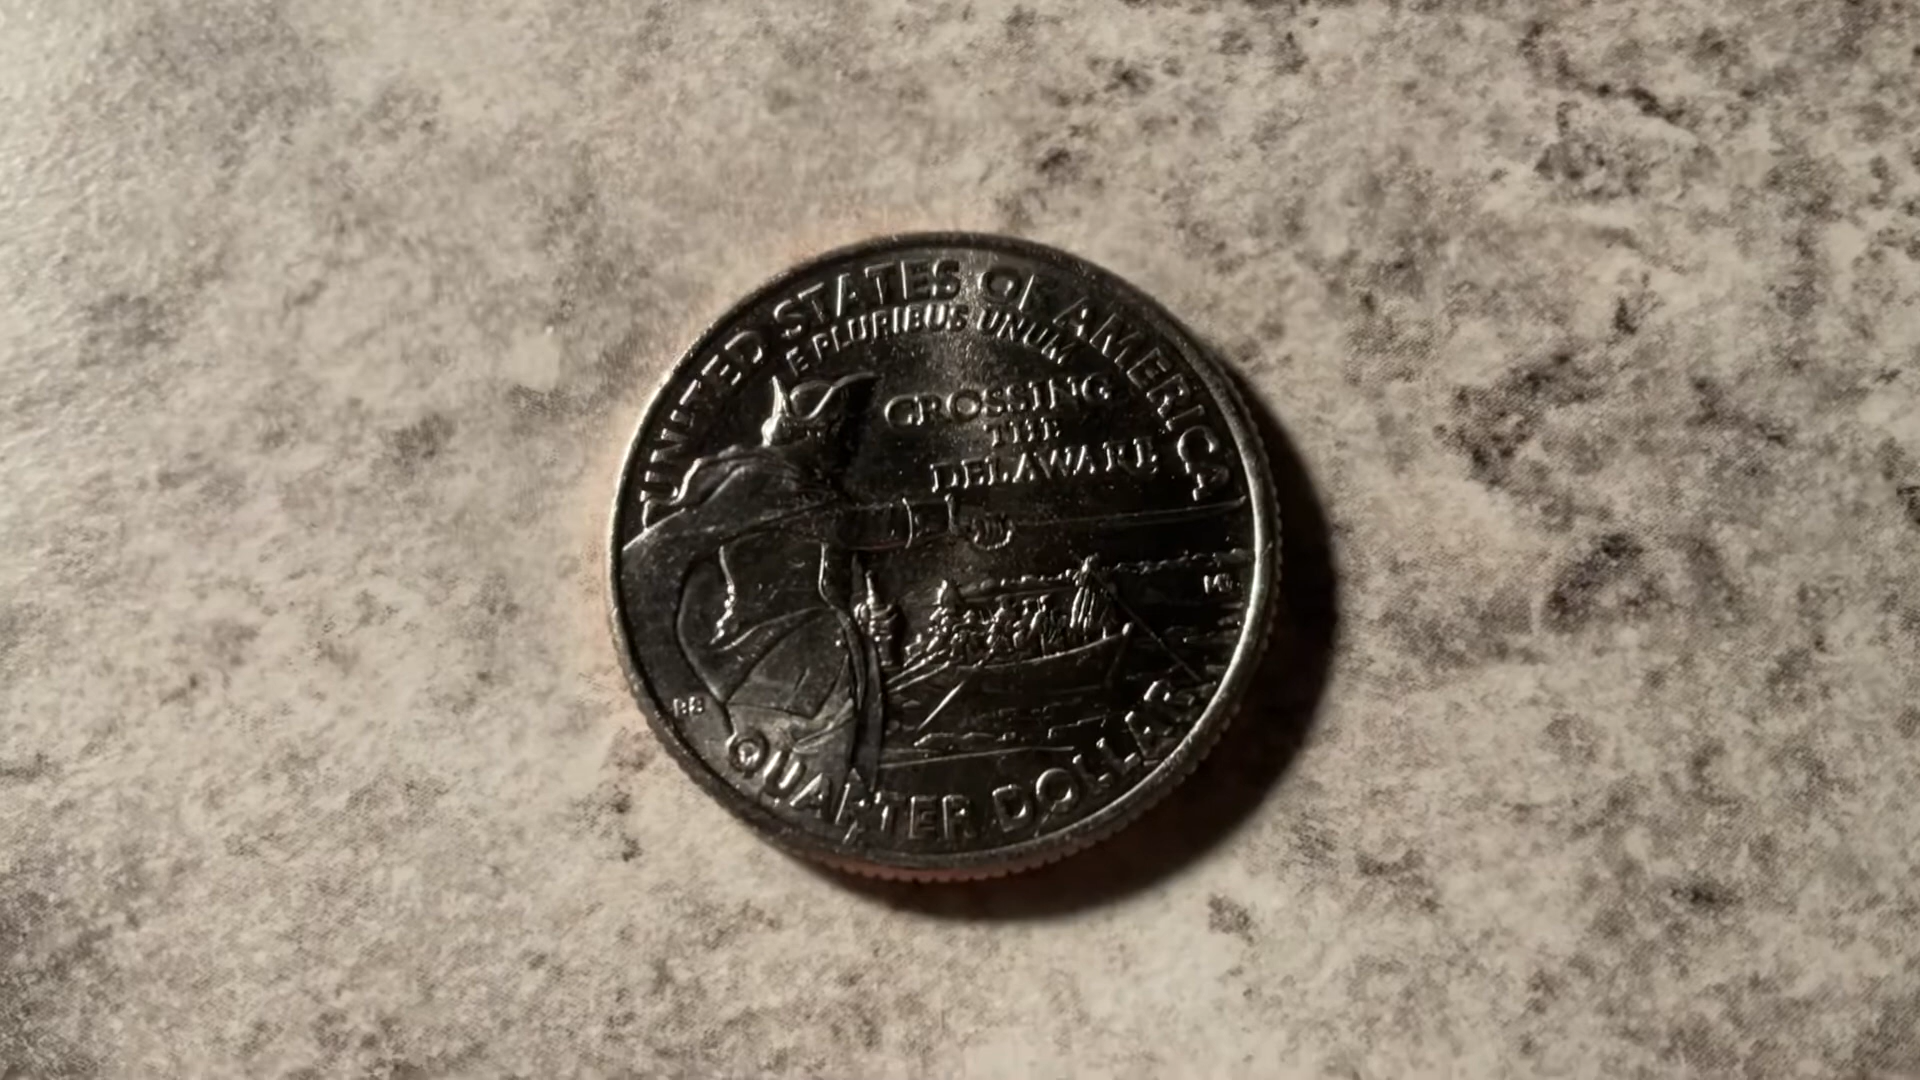 UNITED STATES OF AMERICA
E PLURIBUS UNUM
CROSSING
THE
DELAWARE
BS
QUARTER DOLLAR